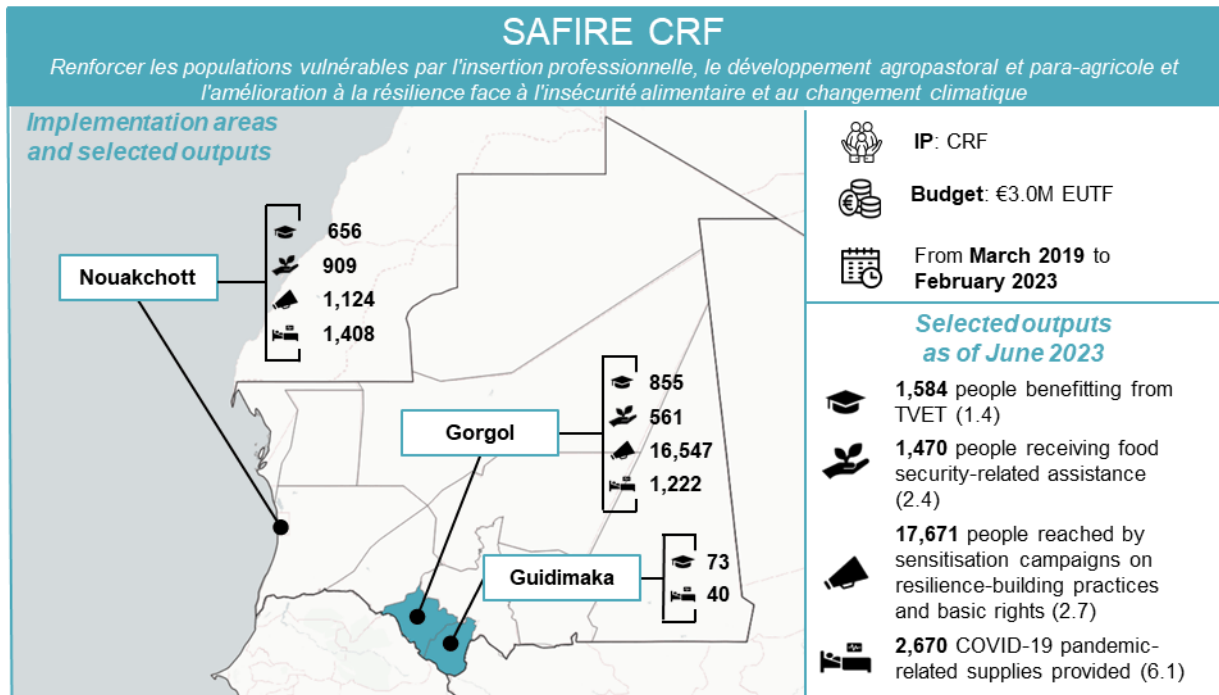 SAFIRE CRF
Renforcer les populations vulnérables par l'insertion professionnelle, le développement agropastoral et para-agricole et
l'amélioration à la résilience face à l'insécurité alimentaire et au changement climatique
Implementation areas
and selected outputs
Nouakchott
656
909
1,124
1,408
Gorgol
855
561
16,547
1,222
Guidimaka
73
40
IP: CRF
Budget: €3.0M EUTF
From March 2019 to
February 2023
Selected outputs
as of June 2023
1,584 people benefitting from
TVET (1.4)
1,470 people receiving food
security-related assistance
(2.4)
17,671 people reached by
sensitisation campaigns on
resilience-building practices
and basic rights (2.7)
2,670 COVID-19 pandemic-
related supplies provided (6.1)